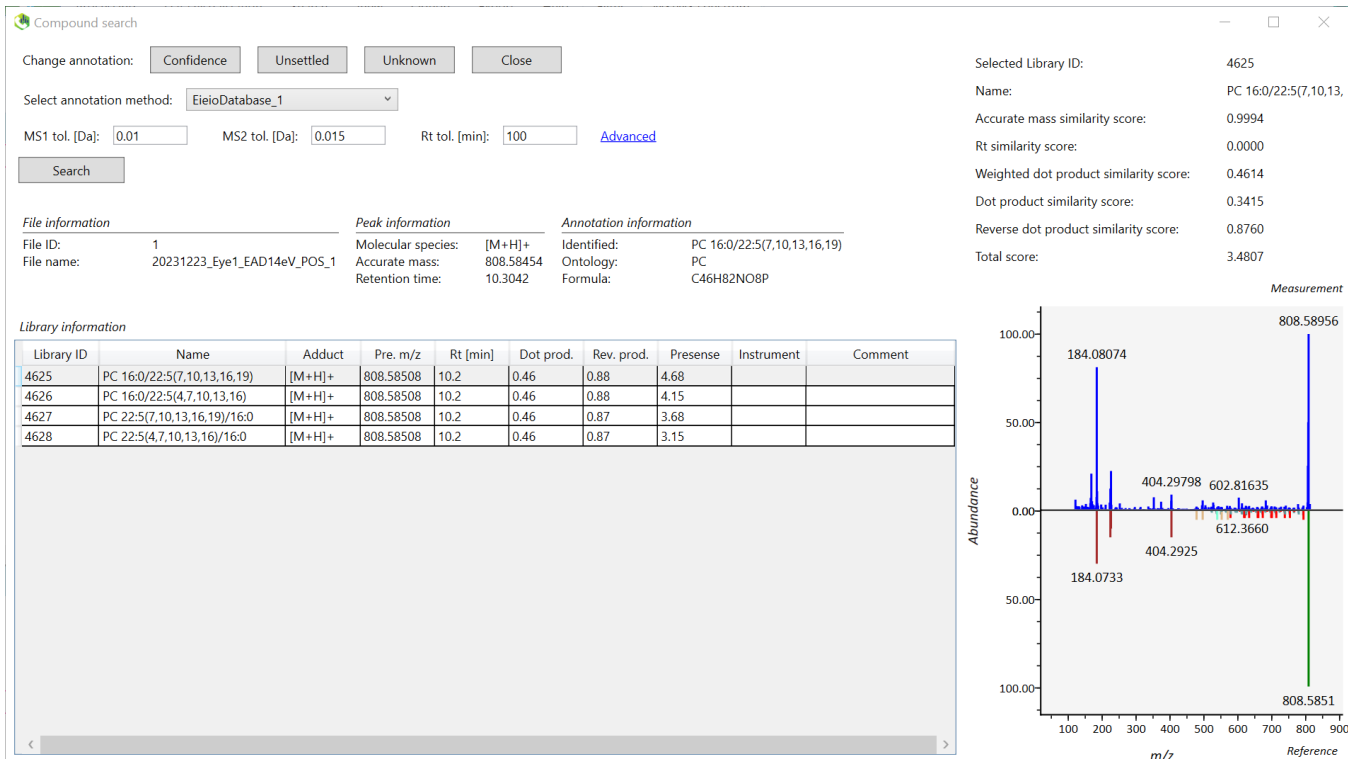 Compound search
Change annotation: Confidence Unsettled Unknown Close
Select annotation method: EieioDatabase_1
MS1 tol. [Da]: 0.01 MS2 tol. [Da]: 0.015 Rt tol. [min]: 100 Advanced
Search
File information
File ID: 1
File name: 20231223_Eye1_EAD14eV_POS_1
Peak information
Molecular species: [M+H]+
Accurate mass: 808.58454
Retention time: 10.3042
Annotation information
Identified: PC 16:0/22:5(7,10,13,16,19)
Ontology: PC
Formula: C46H82NO8P
Library information
Library ID Name Adduct Pre. m/z Rt [min] Dot prod. Rev. prod. Presense Instrument Comment
4625 PC 16:0/22:5(7,10,13,16,19) [M+H]+ 808.58508 10.2 0.46 0.88 4.68
4626 PC 16:0/22:5(4,7,10,13,16) [M+H]+ 808.58508 10.2 0.46 0.88 4.15
4627 PC 22:5(7,10,13,16,19)/16:0 [M+H]+ 808.58508 10.2 0.46 0.87 3.68
4628 PC 22:5(4,7,10,13,16)/16:0 [M+H]+ 808.58508 10.2 0.46 0.87 3.15
Selected Library ID: 4625
Name: PC 16:0/22:5(7,10,13,
Accurate mass similarity score: 0.9994
Rt similarity score: 0.0000
Weighted dot product similarity score: 0.4614
Dot product similarity score: 0.3415
Reverse dot product similarity score: 0.8760
Total score: 3.4807
Measurement
808.58956
100.00
184.08074
50.00
404.29798 602.81635
Abundance
0.00
612.3660
404.2925
184.0733
50.00
100.00
808.5851
100 200 300 400 500 600 700 800 900
m/z
Reference